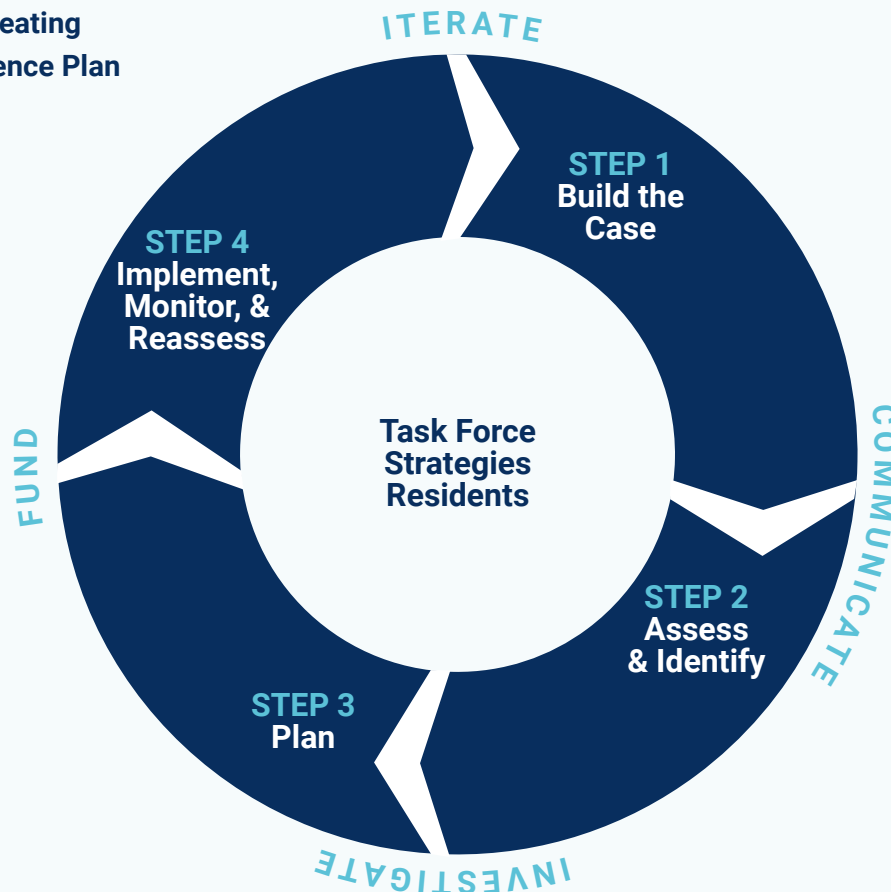 eating
ence Plan
ITERATE
STEP 1
Build the
Case
COMMUNICATE
STEP 2
Assess
& Identify
INVESTIGATE
STEP 3
Plan
FUND
STEP 4
Implement,
Monitor, &
Reassess
Task Force
Strategies
Residents